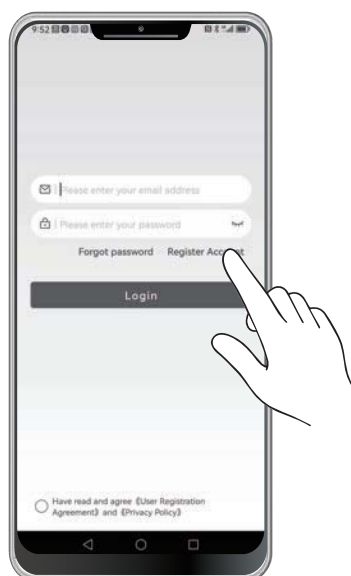 9:52
Please enter your email address
Please enter your password
Forgot password Register Account
Login
Have read and agree 《User Registration
Agreement》 and 《Privacy Policy》